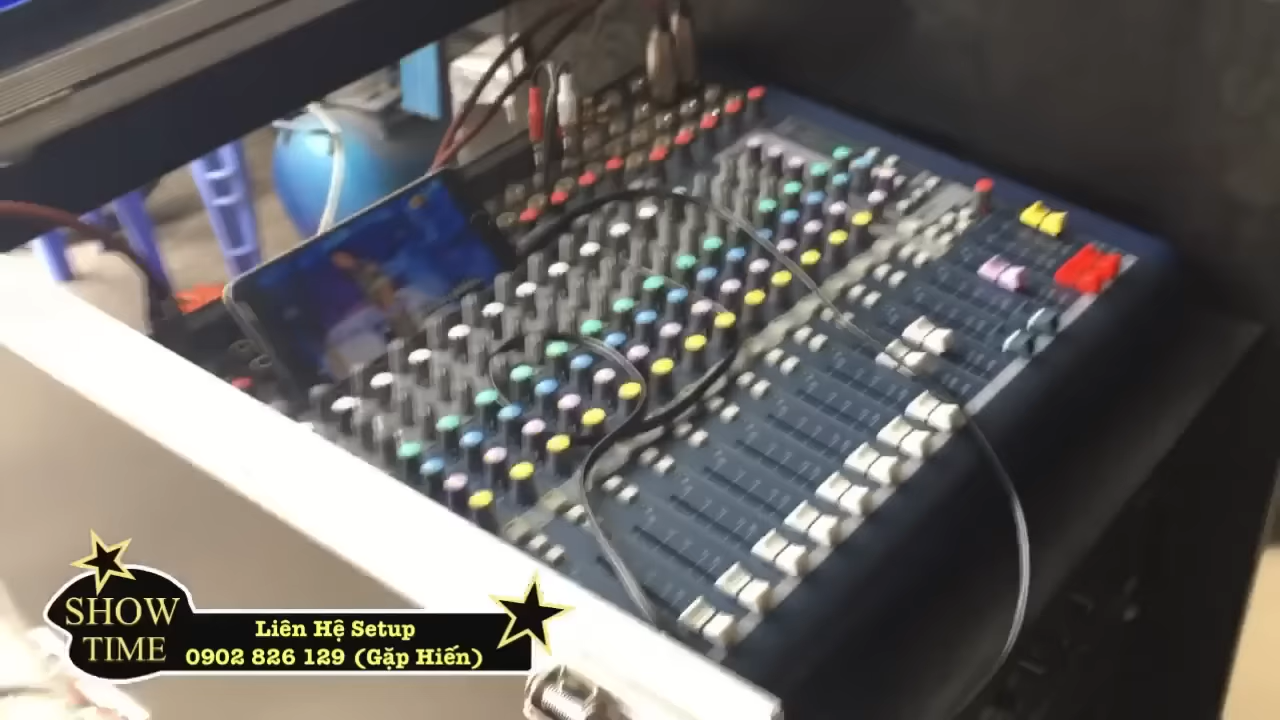 SHOW
TIME
Liên Hệ Setup
0902 826 129 (Gặp Hiến)